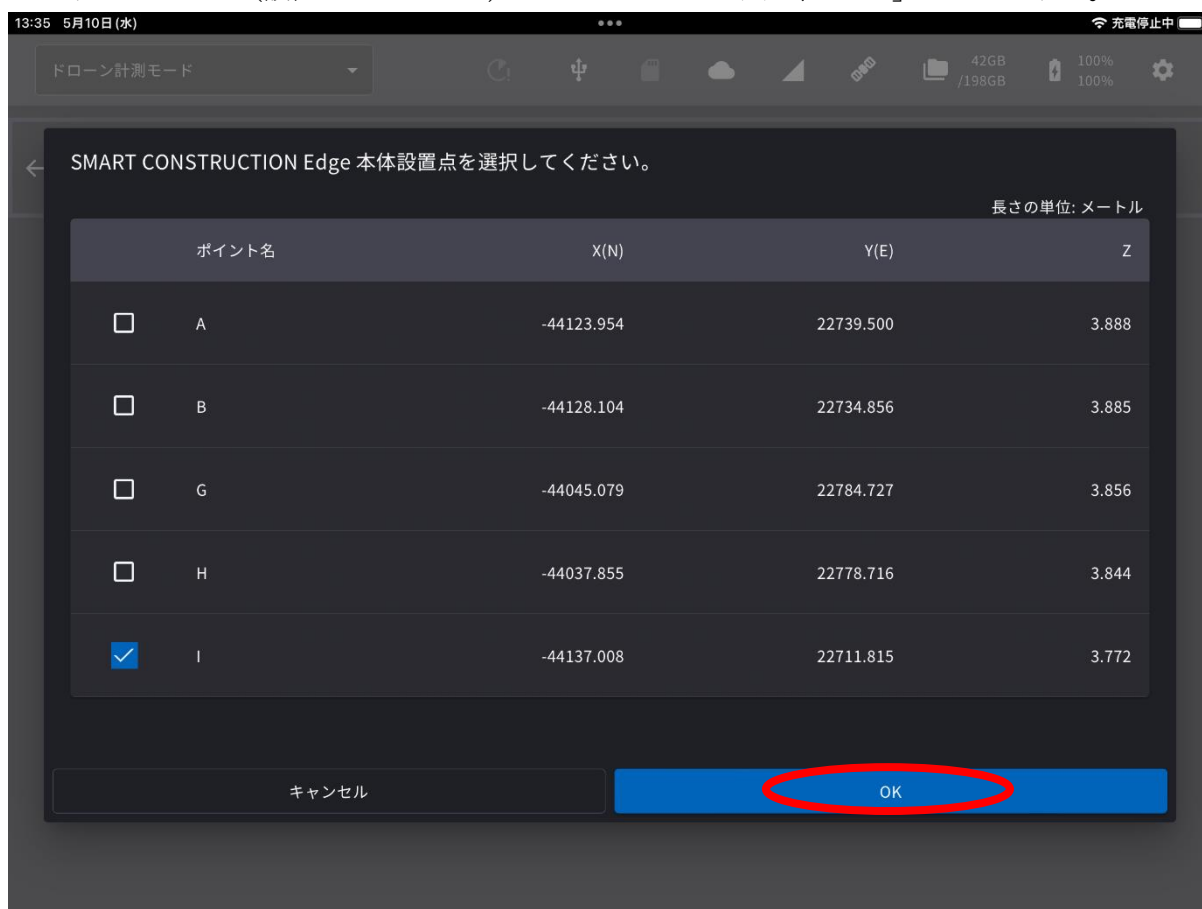 13:35 5月10日(水) 充電停止中
ドローン計測モード
42GB
/198GB
100%
100%
SMART CONSTRUCTION Edge 本体設置点を選択してください。
長さの単位: メートル
ポイント名 X(N) Y(E) Z
A -44123.954 22739.500 3.888
B -44128.104 22734.856 3.885
G -44045.079 22784.727 3.856
H -44037.855 22778.716 3.844
I -44137.008 22711.815 3.772
キャンセル OK